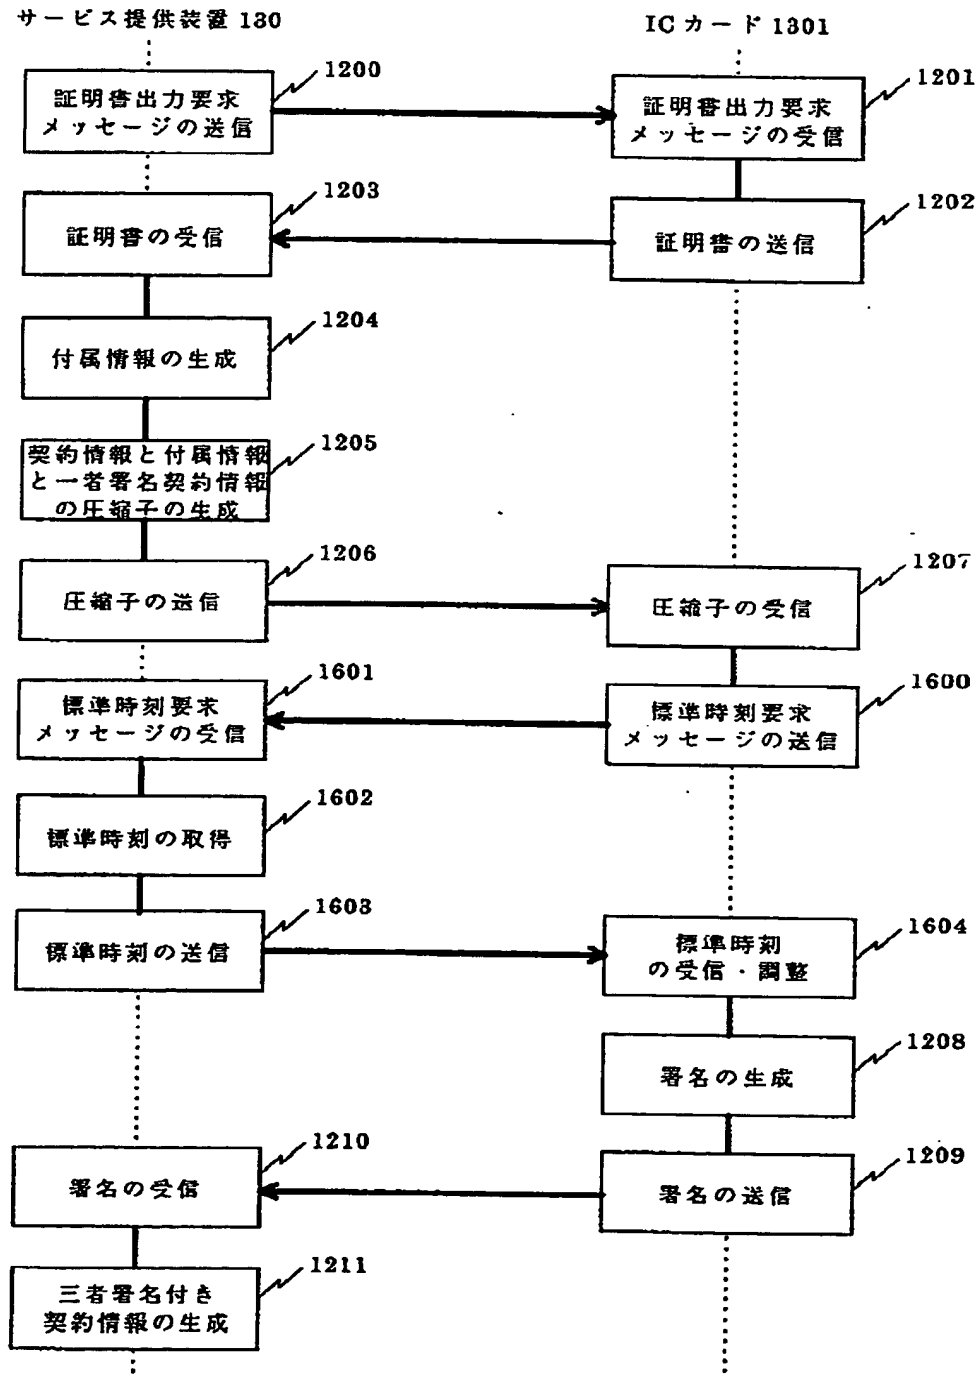 サービス提供装置 130
ICカード 1301
1200
証明書出力要求
メッセージの送信
1201
証明書出力要求
メッセージの受信
1203
証明書の受信
1202
証明書の送信
1204
付属情報の生成
1205
契約情報と付属情報
と一者署名契約情報
の圧縮子の生成
1206
圧縮子の送信
1207
圧縮子の受信
1601
標準時刻要求
メッセージの受信
1600
標準時刻要求
メッセージの送信
1602
標準時刻の取得
1603
標準時刻の送信
1604
標準時刻
の受信・調整
1208
署名の生成
1210
署名の受信
1209
署名の送信
1211
三者署名付き
契約情報の生成